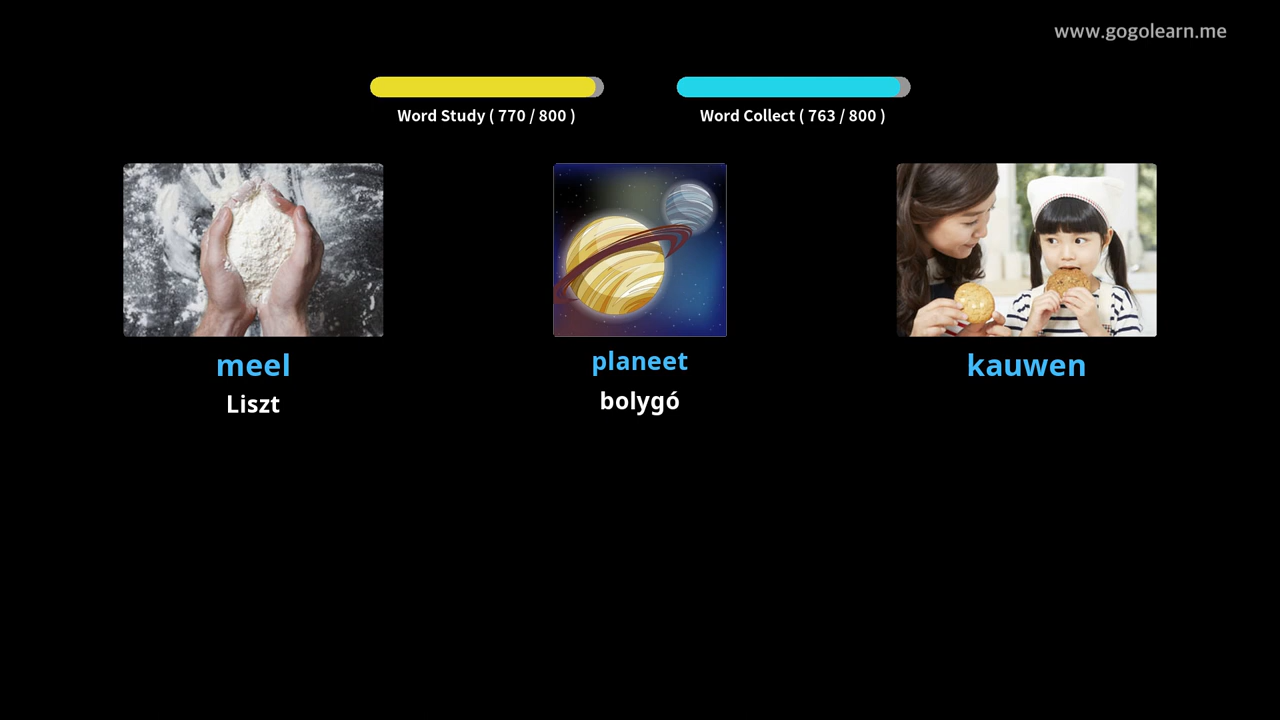 www.gogolearn.me
Word Study ( 770 / 800 )
Word Collect ( 763 / 800 )
meel
Liszt
planeet
bolygó
kauwen